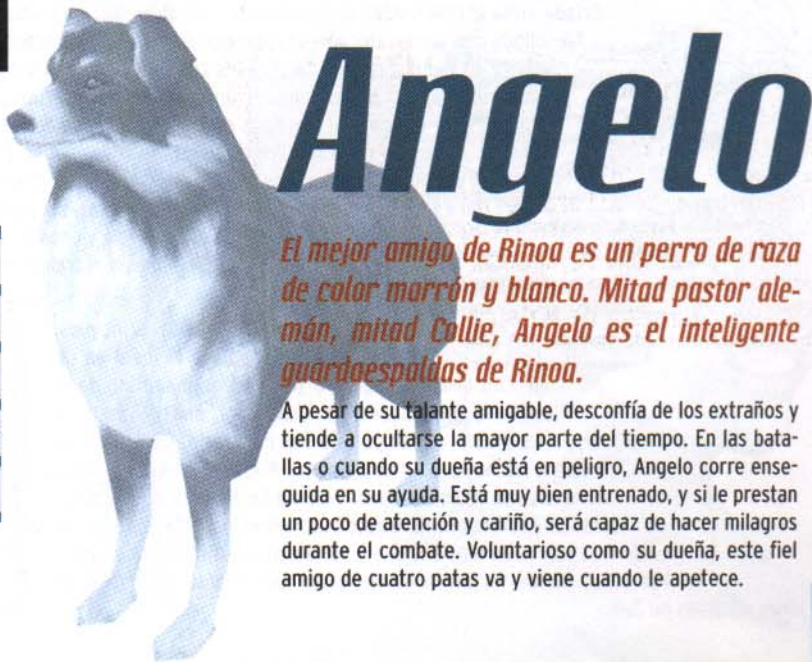 Angelo
El mejor amigo de Rinoa es un perro de raza
de color marrón y blanco. Mitad pastor ale-
mán, mitad Collie, Angelo es el inteligente
guardaespaldas de Rinoa.
A pesar de su talante amigable, desconfía de los extraños y
tiende a ocultarse la mayor parte del tiempo. En las bata-
llas o cuando su dueña está en peligro, Angelo corre ense-
guida en su ayuda. Está muy bien entrenado, y si le prestan
un poco de atención y cariño, será capaz de hacer milagros
durante el combate. Voluntarioso como su dueña, este fiel
amigo de cuatro patas va y viene cuando le apetece.